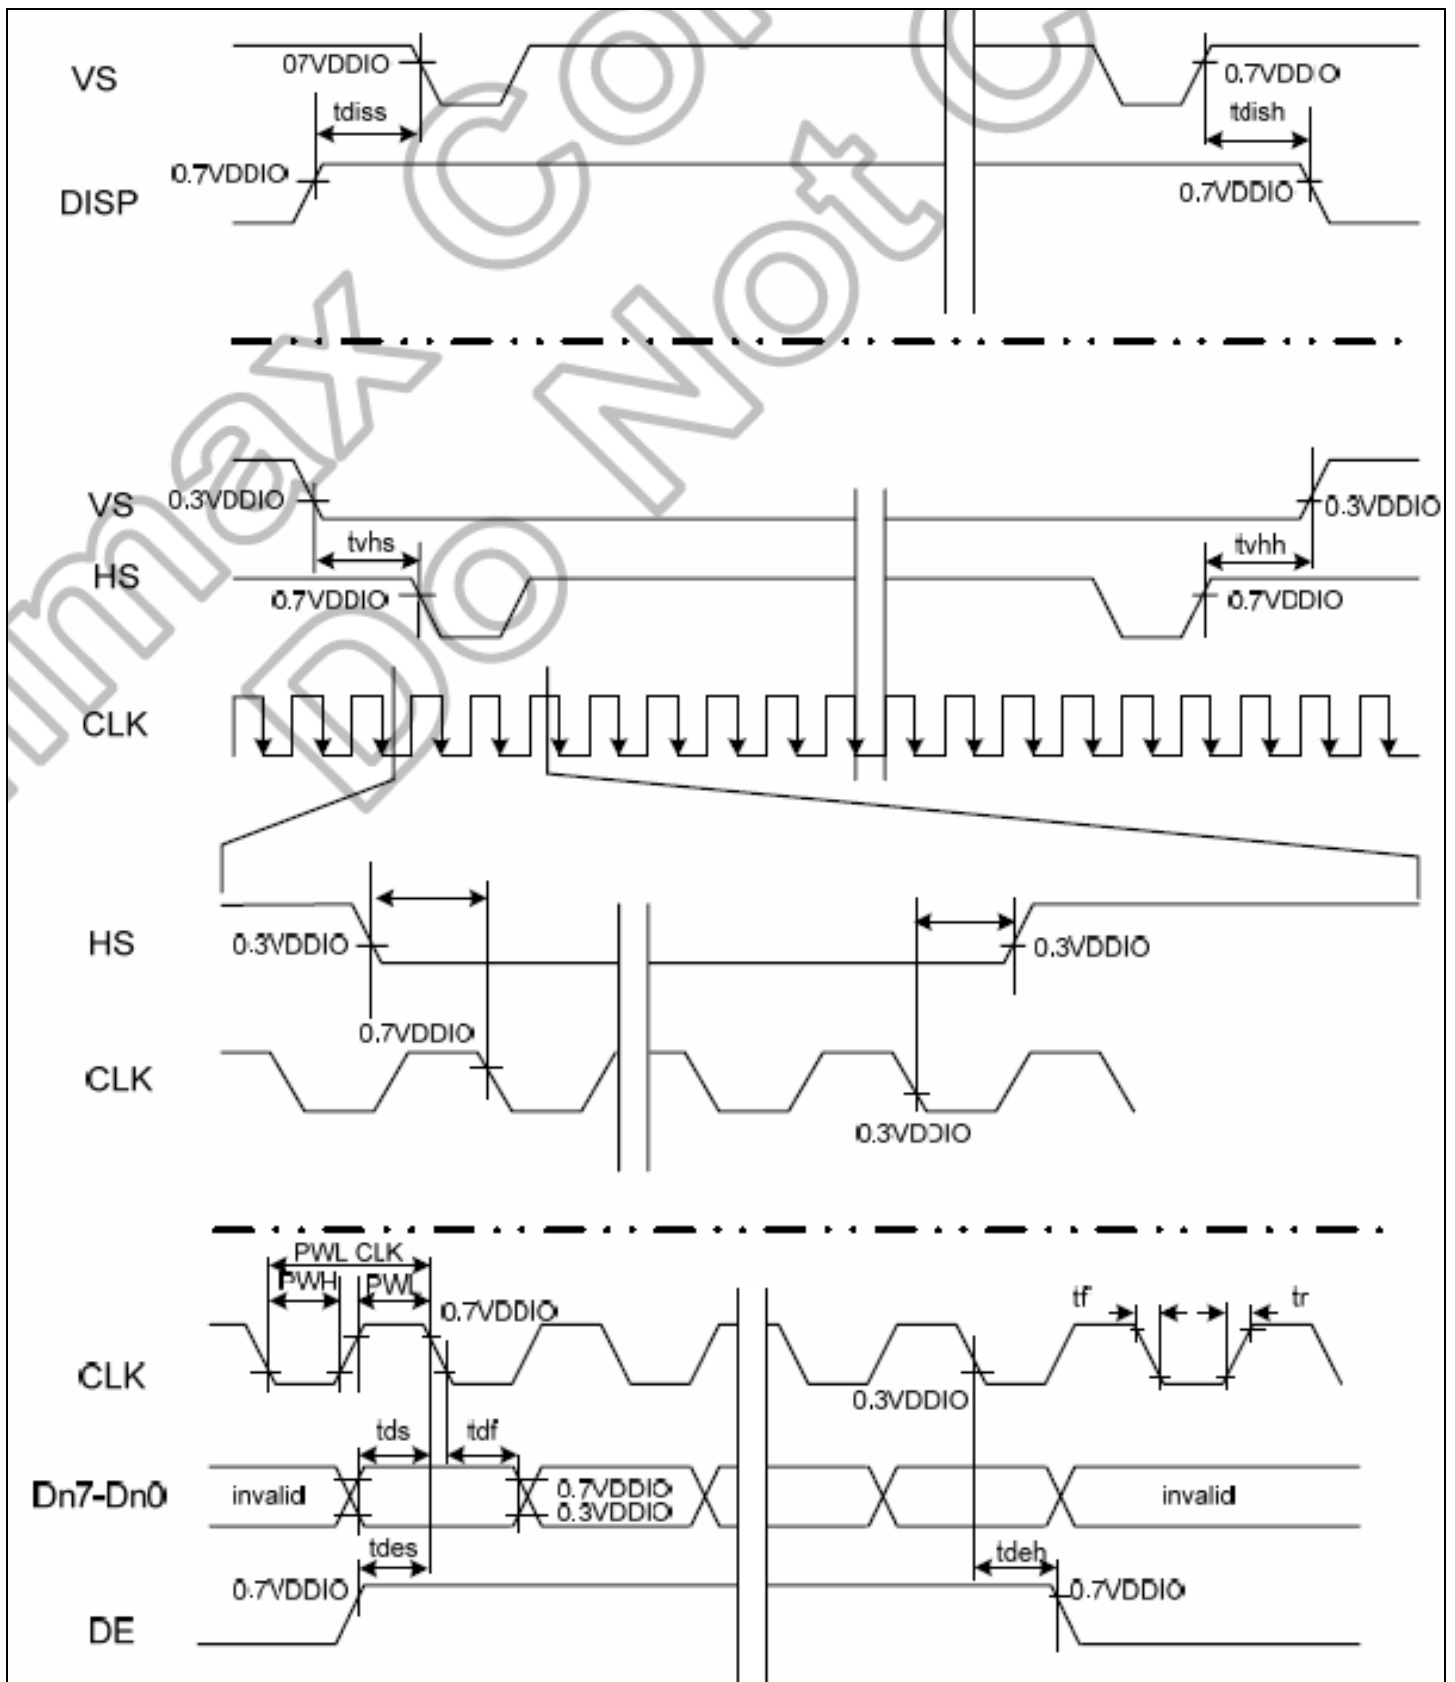 VS
07VDDIO
0.7VDDIO
tdiss
tdish
0.7VDDIO
0.7VDDIO
DISP
VS
0.3VDDIO
0.3VDDIO
tvhs
tvhh
HS
0.7VDDIO
0.7VDDIO
CLK
HS
0.3VDDIO
0.3VDDIO
0.7VDDIO
CLK
0.3VDDIO
PWL CLK
PWH
PWL
0.7VDDIO
tf
tr
CLK
0.3VDDIO
tds
tdf
Dn7-Dn0
invalid
0.7VDDIO
0.3VDDIO
invalid
tdes
tdeh
0.7VDDIO
0.7VDDIO
DE
Do Not